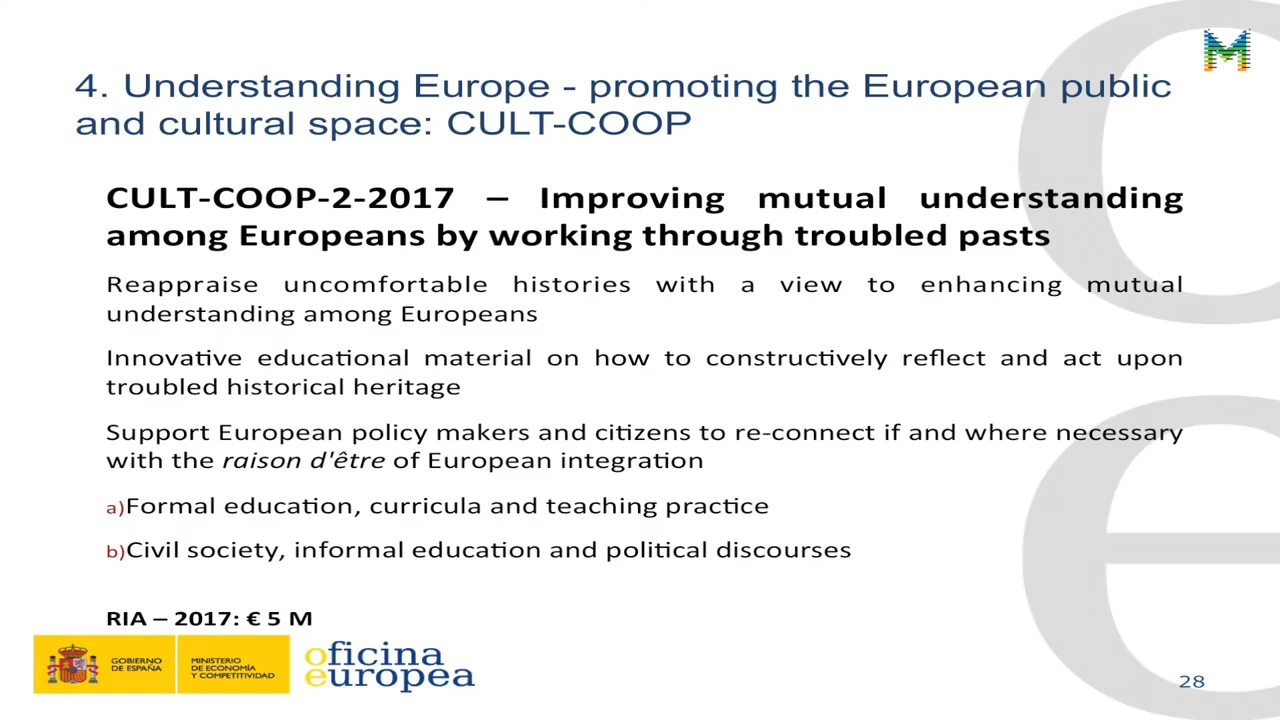 4. Understanding Europe - promoting the European public
and cultural space: CULT-COOP
CULT-COOP-2-2017 – Improving mutual understanding
among Europeans by working through troubled pasts
Reappraise uncomfortable histories with a view to enhancing mutual
understanding among Europeans
Innovative educational material on how to constructively reflect and act upon
troubled historical heritage
Support European policy makers and citizens to re-connect if and where necessary
with the raison d'être of European integration
a)Formal education, curricula and teaching practice
b)Civil society, informal education and political discourses
RIA – 2017: € 5 M
GOBIERNO
DE ESPAÑA
MINISTERIO
DE ECONOMÍA
Y COMPETITIVIDAD
oficina
europea
28